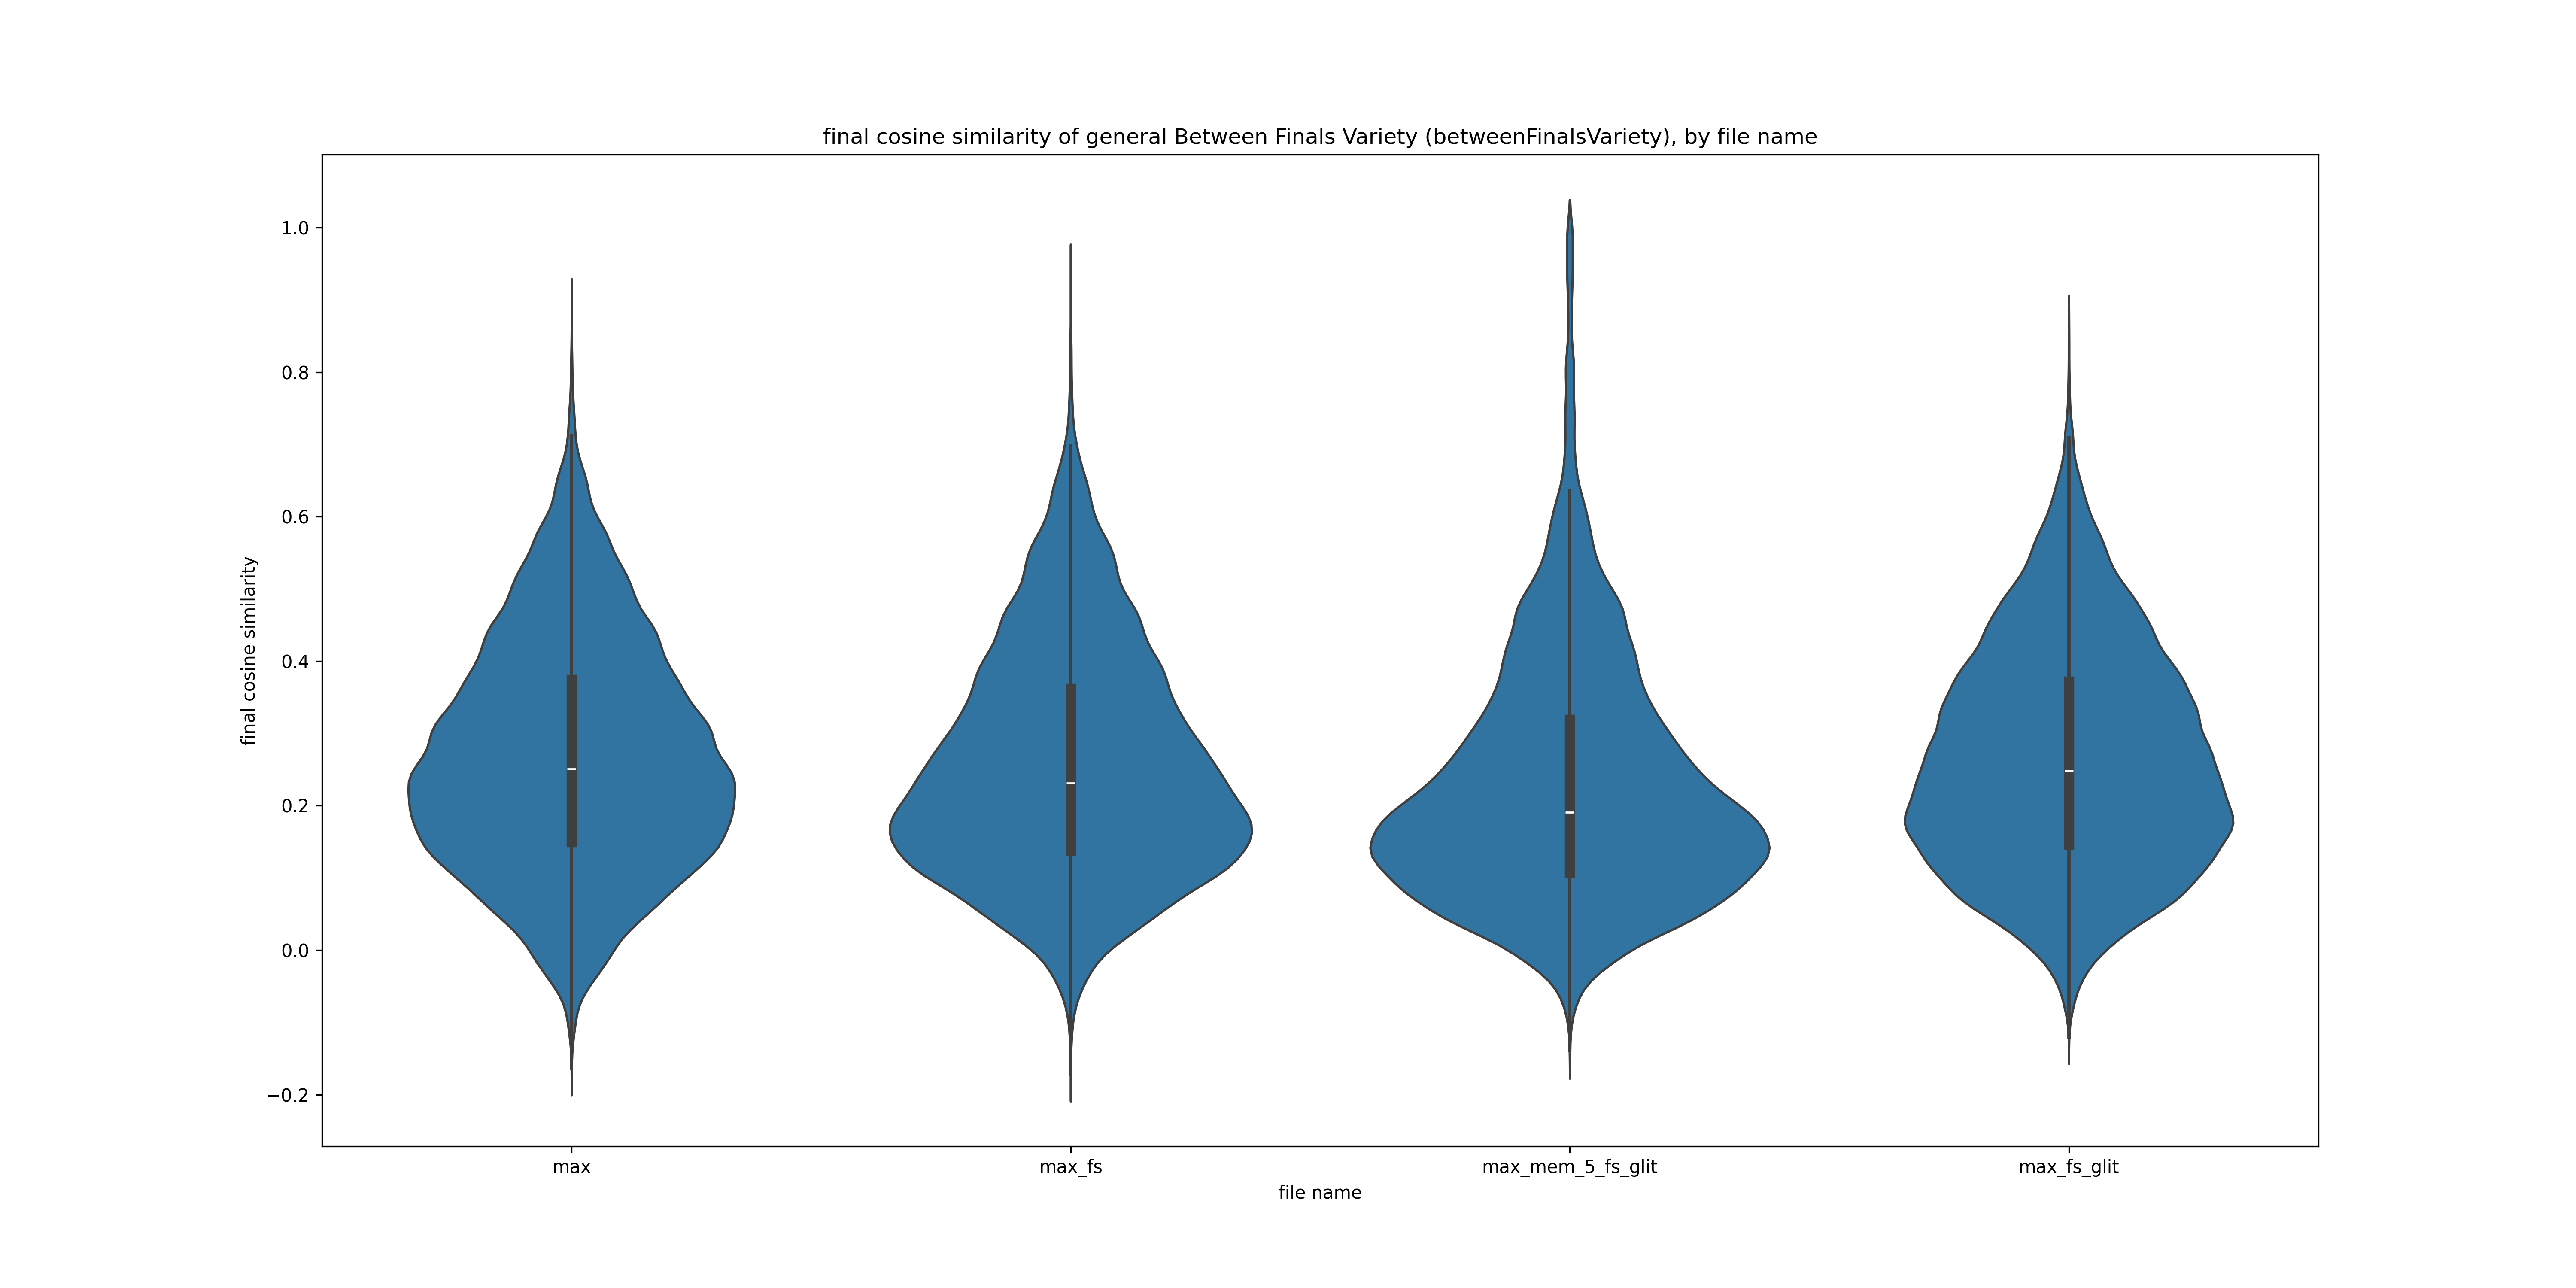 final cosine similarity of general Between Finals Variety (betweenFinalsVariety), by file name
final cosine similarity
1.0
0.8
0.6
0.4
0.2
0.0
−0.2
max
max_fs
max_mem_5_fs_glit
max_fs_glit
file name